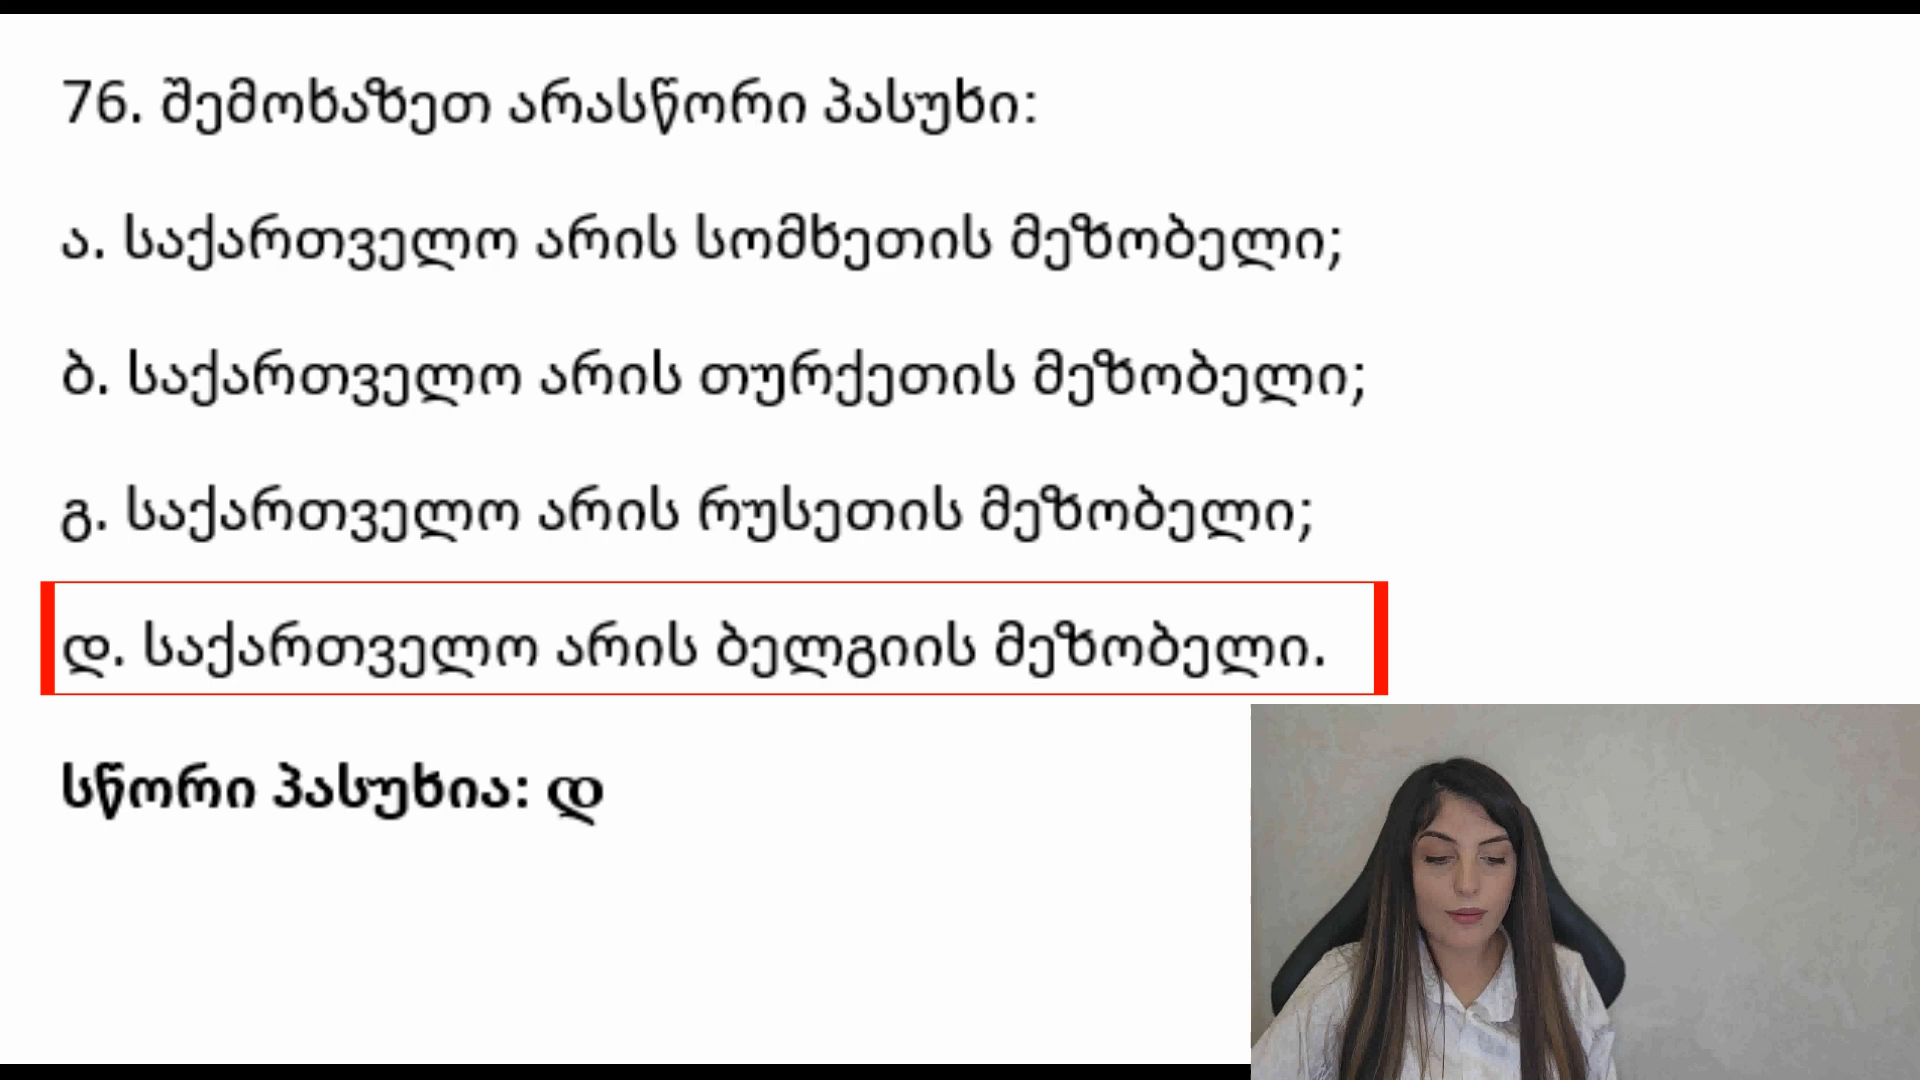 76. შემოხაზეთ არასწორი პასუხი:
ა. საქართველო არის სომხეთის მეზობელი;
ბ. საქართველო არის თურქეთის მეზობელი;
გ. საქართველო არის რუსეთის მეზობელი;
დ. საქართველო არის ბელგიის მეზობელი.
სწორი პასუხია: დ